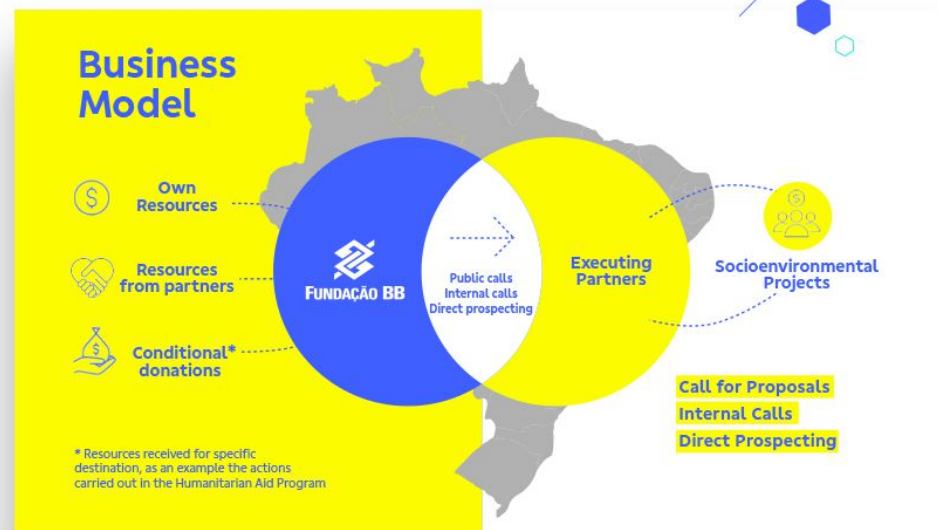 Business
Model
Own
Resources
Resources
from partners
Conditional*
donations
* Resources received for specific
destination, as an example the actions
carried out in the Humanitarian Aid Program
FUNDAÇÃO BB
Public calls
Internal calls
Direct prospecting
Executing
Partners
$
Socioenvironmental
Projects
Call for Proposals
Internal Calls
Direct Prospecting